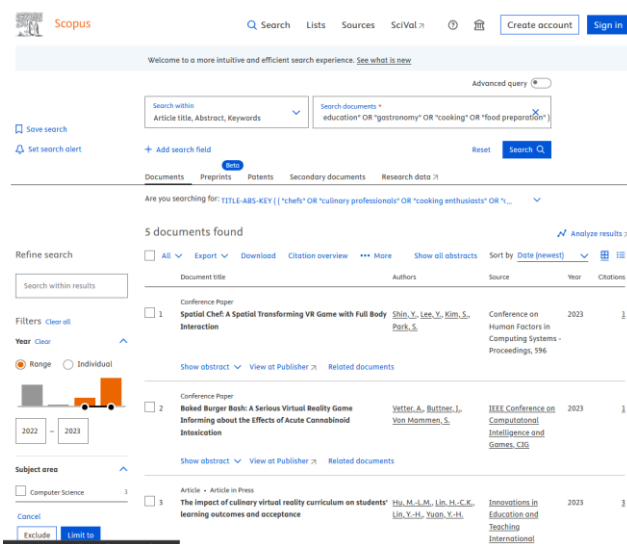 Scopus
Search Lists Sources SciVal Create account Sign in
Welcome to a more intuitive and efficient search experience. See what is new
Advanced query
Search within
Article title, Abstract, Keywords
Search documents *
education" OR "gastronomy" OR "cooking" OR "food preparation" )
Save search
Set search alert
+ Add search field
Reset Search
Beta
Documents Preprints Patents Secondary documents Research data
Are you searching for: TITLE-ABS-KEY ( ( "chefs" OR "culinary professionals" OR "cooking enthusiasts" OR "c...
5 documents found
Analyze results
Refine search
Search within results
Filters Clear all
Year Clear
Range Individual
2022 – 2023
Subject area
Computer Science 3
Cancel
Exclude Limit to
All Export Download Citation overview ••• More Show all abstracts Sort by Date (newest)
Document title Authors Source Year Citations
Conference Paper
1 Spatial Chef: A Spatial Transforming VR Game with Full Body Interaction
Shin, Y., Lee, Y., Kim, S.,
Park, S.
Conference on
Human Factors in
Computing Systems -
Proceedings, 596
2023 1
Show abstract View at Publisher Related documents
Conference Paper
2 Baked Burger Bash: A Serious Virtual Reality Game
Informing about the Effects of Acute Cannabinoid
Intoxication
Vetter, A., Buttner, J.,
Von Mammen, S.
IEEE Conference on
Computatonal
Intelligence and
Games, CIG
2023 1
Show abstract View at Publisher Related documents
Article • Article in Press
3 The impact of culinary virtual reality curriculum on students'
learning outcomes and acceptance
Hu, M.-L.M., Lin, H.-C.K.,
Lin, Y.-H., Yuan, Y.-H.
Innovations in
Education and
Teaching
International
2023 3